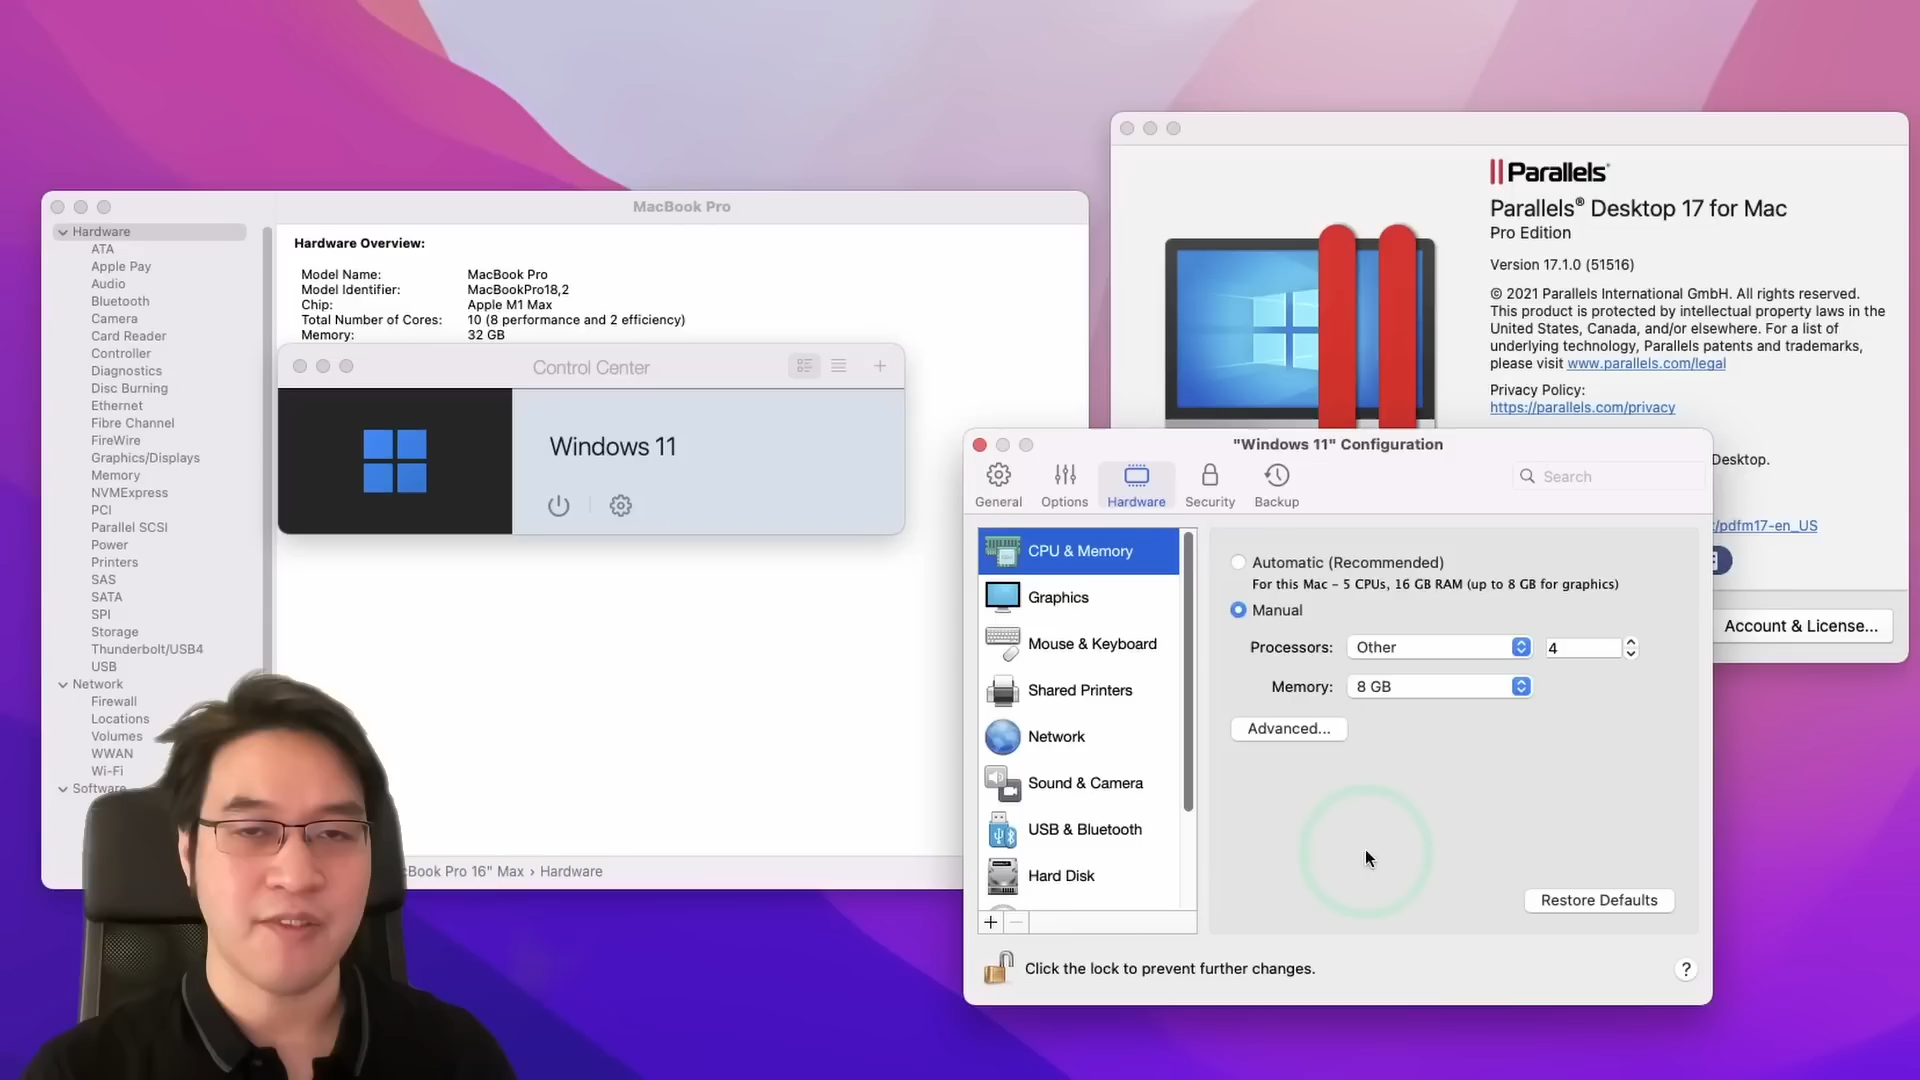 MacBook Pro
Hardware
ATA
Apple Pay
Audio
Bluetooth
Camera
Card Reader
Controller
Diagnostics
Disc Burning
Ethernet
Fibre Channel
FireWire
Graphics/Displays
Memory
NVMExpress
PCI
Parallel SCSI
Power
Printers
SAS
SATA
SPI
Storage
Thunderbolt/USB4
USB
Network
Firewall
Locations
Volumes
WWAN
Wi-Fi
Software
Hardware Overview:
Model Name: MacBook Pro
Model Identifier: MacBookPro18,2
Chip: Apple M1 Max
Total Number of Cores: 10 (8 performance and 2 efficiency)
Memory: 32 GB
cBook Pro 16" Max › Hardware
Control Center
Windows 11
Parallels®
Parallels® Desktop 17 for Mac
Pro Edition
Version 17.1.0 (51516)
© 2021 Parallels International GmbH. All rights reserved.
This product is protected by intellectual property laws in the
United States, Canada, and/or elsewhere. For a list of
underlying technology, Parallels patents and trademarks,
please visit www.parallels.com/legal
Privacy Policy:
https://parallels.com/privacy
Desktop.
/pdfm17-en_US
Account & License...
"Windows 11" Configuration
General
Options
Hardware
Security
Backup
Search
CPU & Memory
Graphics
Mouse & Keyboard
Shared Printers
Network
Sound & Camera
USB & Bluetooth
Hard Disk
Automatic (Recommended)
For this Mac – 5 CPUs, 16 GB RAM (up to 8 GB for graphics)
Manual
Processors: Other 4
Memory: 8 GB
Advanced...
Restore Defaults
Click the lock to prevent further changes.
?